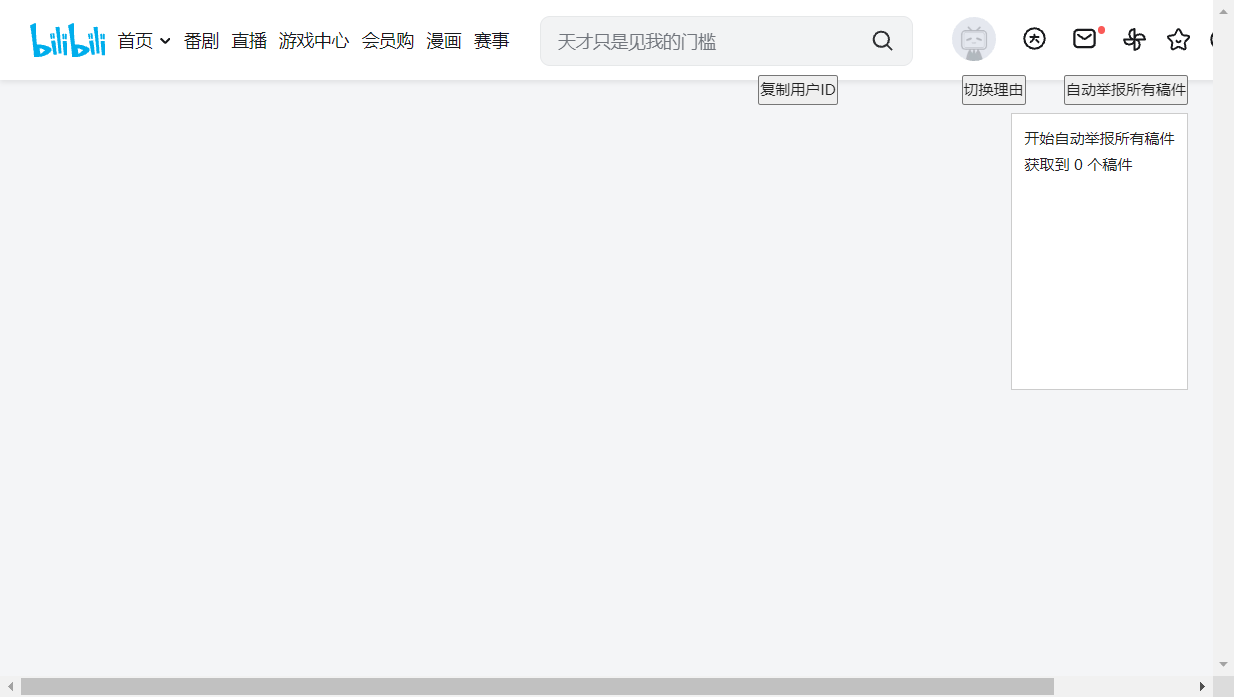 bilibili 首页 番剧 直播 游戏中心 会员购 漫画 赛事 天才只是见我的门槛
复制用户ID 切换理由 自动举报所有稿件
开始自动举报所有稿件
获取到 0 个稿件